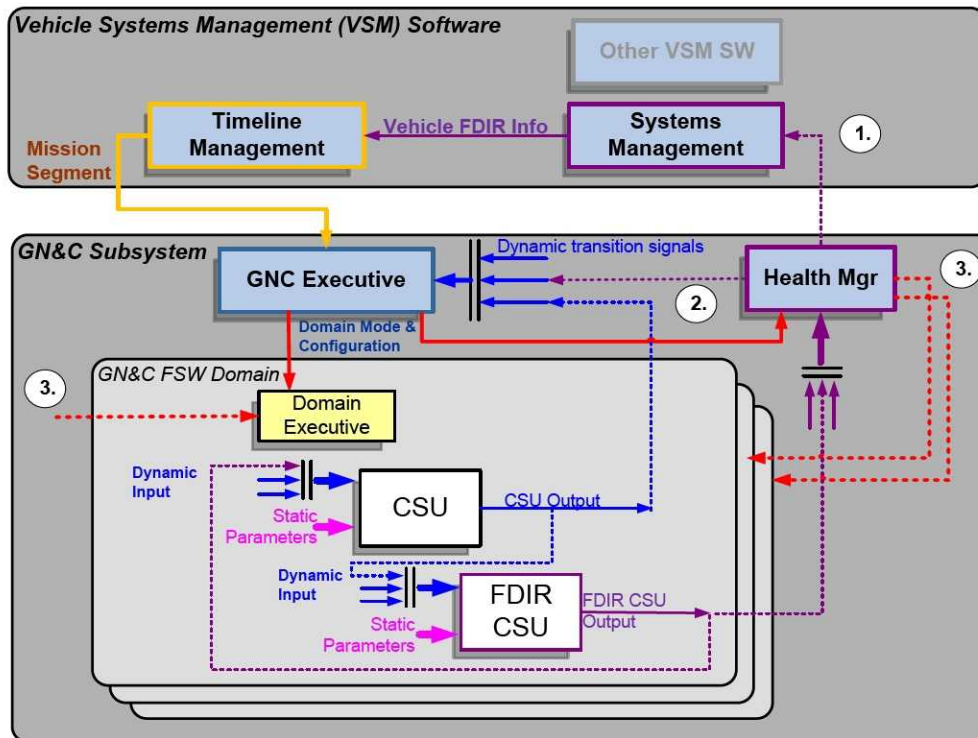 Vehicle Systems Management (VSM) Software
Other VSM SW
Timeline
Management
Vehicle FDIR Info
Systems
Management
1.
Mission
Segment
GN&C Subsystem
GNC Executive
Dynamic transition signals
Health Mgr
3.
2.
Domain Mode &
Configuration
GN&C FSW Domain
3.
Domain
Executive
Dynamic
Input
CSU
CSU Output
Static
Parameters
Dynamic
Input
FDIR
CSU
FDIR CSU
Output
Static
Parameters